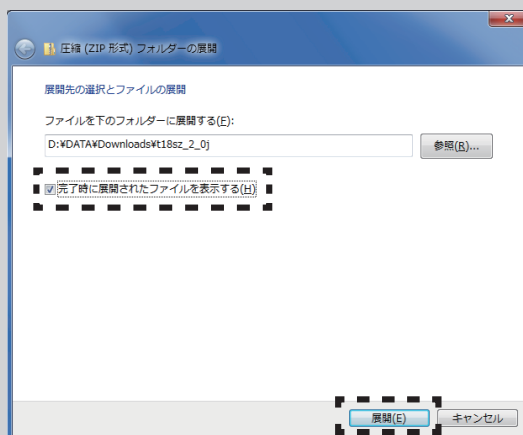 圧縮 (ZIP 形式) フォルダーの展開
展開先の選択とファイルの展開
ファイルを下のフォルダーに展開する(F):
D:¥DATA¥Downloads¥t18sz_2_0j
参照(R)...
完了時に展開されたファイルを表示する(H)
展開(E)
キャンセル